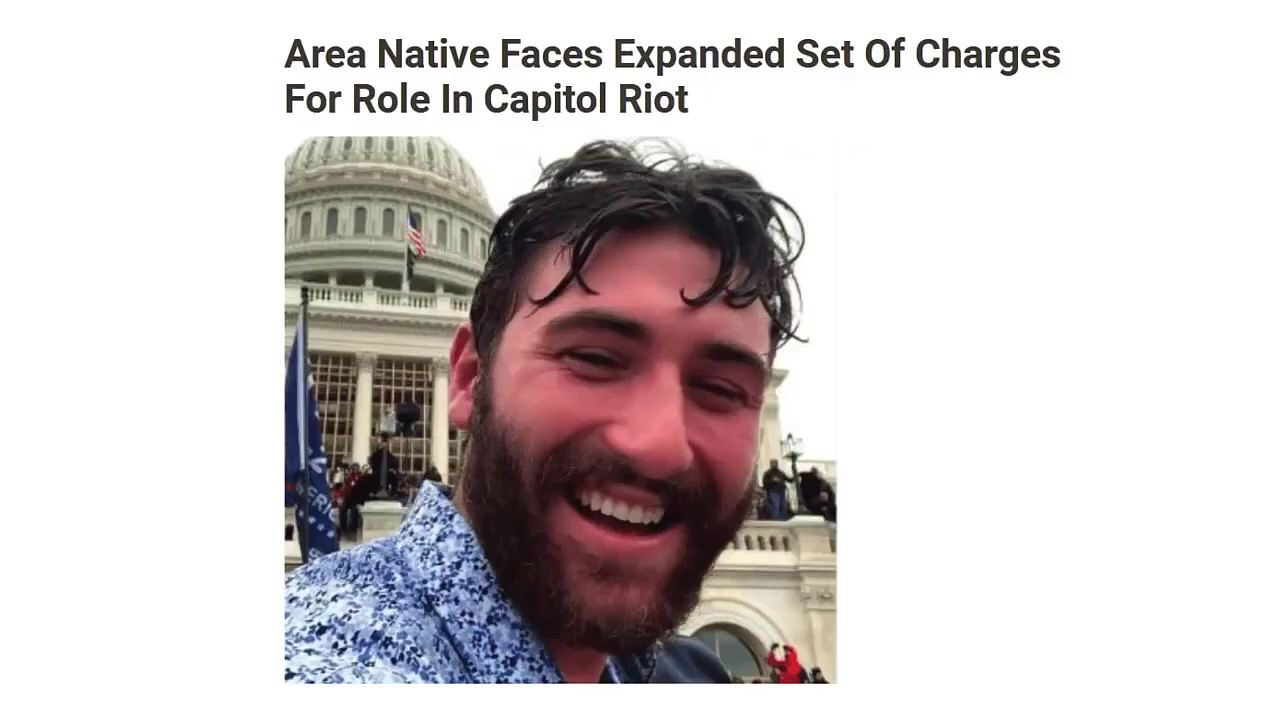 Area Native Faces Expanded Set Of Charges
For Role In Capitol Riot